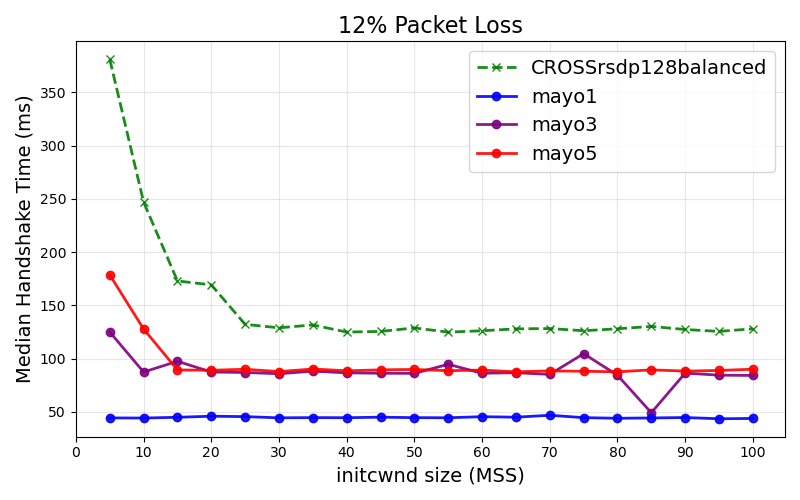 12% Packet Loss
CROSSrsdp128balanced
mayo1
mayo3
mayo5
Median Handshake Time (ms)
350
300
250
200
150
100
50
0 10 20 30 40 50 60 70 80 90 100
initcwnd size (MSS)